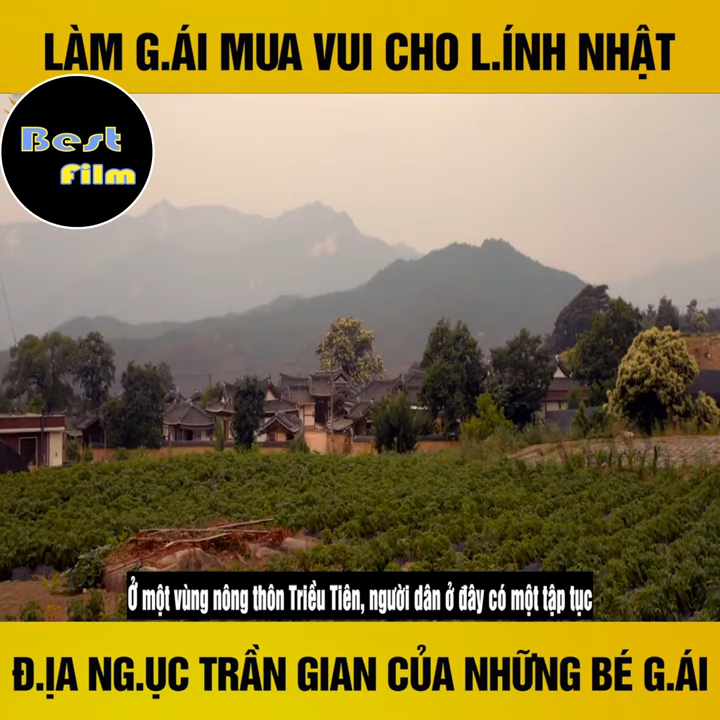 LÀM G.ÁI MUA VUI CHO L.ÍNH NHẬT
Best
film
Ở một vùng nông thôn Triều Tiên, người dân ở đây có một tập tục
Đ.ỊA NG.ỤC TRẦN GIAN CỦA NHỮNG BÉ G.ÁI